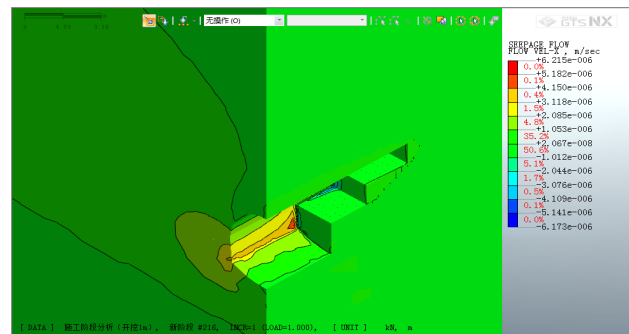 无操作 (O)
GTS NX
SEEPAGE FLOW
FLOW VEL-X , m/sec
+6.215e-006
0.0%
+5.182e-006
0.1%
+4.150e-006
0.4%
+3.118e-006
1.5%
+2.085e-006
4.8%
+1.053e-006
35.2%
+2.067e-008
50.6%
-1.012e-006
5.1%
-2.044e-006
1.7%
-3.076e-006
0.5%
-4.109e-006
0.1%
-5.141e-006
0.0%
-6.173e-006
[ DATA ] 施工阶段分析 (开挖1m), 新阶段 #216, INCR=1 (LOAD=1.000), [ UNIT ] kN, m